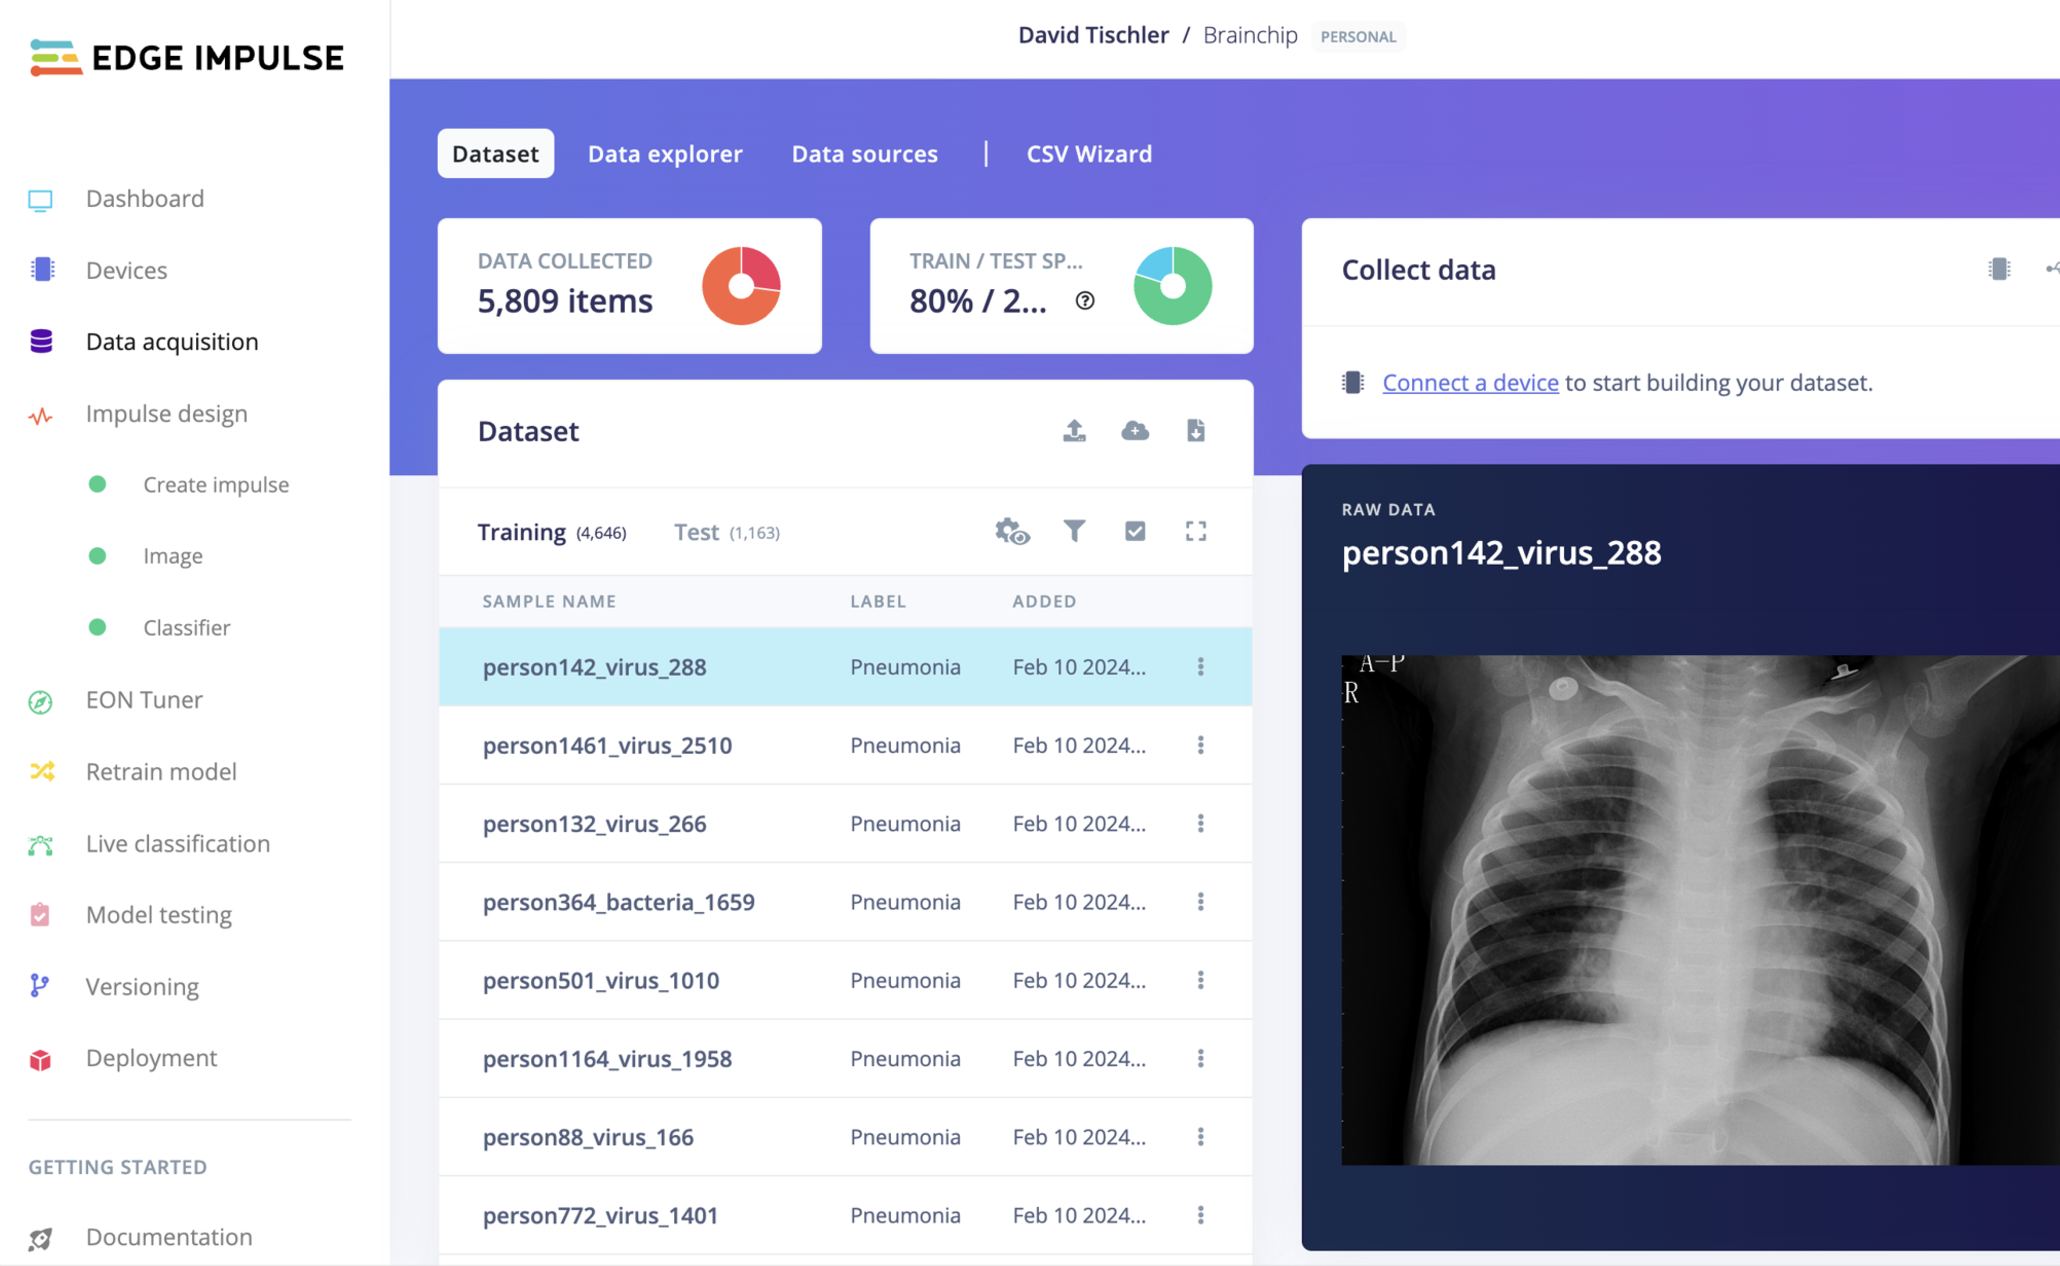 EDGE IMPULSE
David Tischler / Brainchip PERSONAL
Dashboard
Devices
Data acquisition
Impulse design
Create impulse
Image
Classifier
EON Tuner
Retrain model
Live classification
Model testing
Versioning
Deployment
GETTING STARTED
Documentation
Dataset Data explorer Data sources | CSV Wizard
DATA COLLECTED
5,809 items
TRAIN / TEST SP...
80% / 2... ?
Collect data
Connect a device to start building your dataset.
Dataset
Training (4,646) Test (1,163)
SAMPLE NAME LABEL ADDED
person142_virus_288 Pneumonia Feb 10 2024...
person1461_virus_2510 Pneumonia Feb 10 2024...
person132_virus_266 Pneumonia Feb 10 2024...
person364_bacteria_1659 Pneumonia Feb 10 2024...
person501_virus_1010 Pneumonia Feb 10 2024...
person1164_virus_1958 Pneumonia Feb 10 2024...
person88_virus_166 Pneumonia Feb 10 2024...
person772_virus_1401 Pneumonia Feb 10 2024...
RAW DATA
person142_virus_288
A-P
R